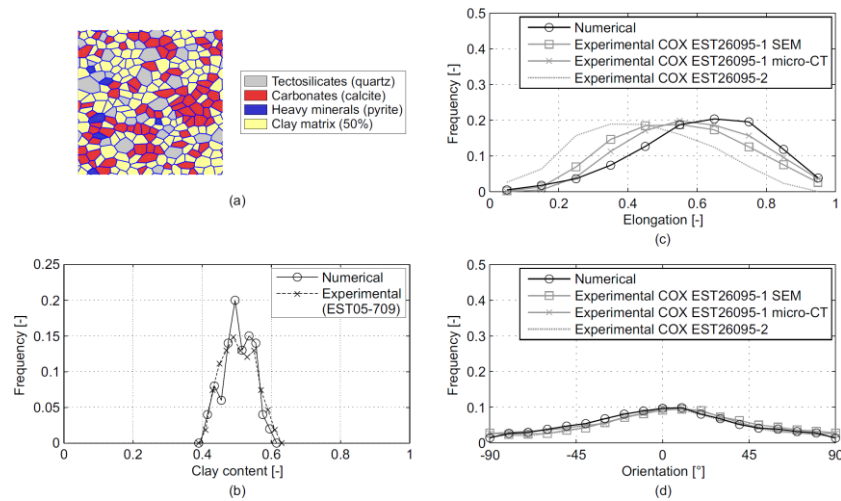 Tectosilicates (quartz)
Carbonates (calcite)
Heavy minerals (pyrite)
Clay matrix (50%)
(a)
Frequency [-]
0.5
0.4
0.3
0.2
0.1
0
Numerical
Experimental COX EST26095-1 SEM
Experimental COX EST26095-1 micro-CT
Experimental COX EST26095-2
0 0.2 0.4 0.6 0.8 1
Elongation [-]
(c)
Frequency [-]
0.25
0.2
0.15
0.1
0.05
0
Numerical
Experimental
(EST05-709)
0 0.2 0.4 0.6 0.8 1
Clay content [-]
(b)
Frequency [-]
0.5
0.4
0.3
0.2
0.1
0
Numerical
Experimental COX EST26095-1 SEM
Experimental COX EST26095-1 micro-CT
Experimental COX EST26095-2
-90 -45 0 45 90
Orientation [°]
(d)